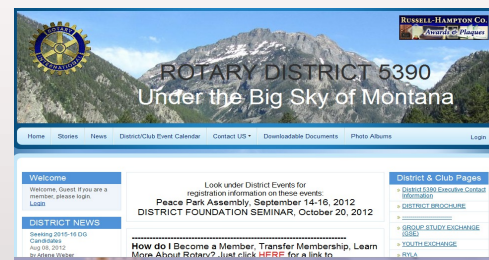 ROTARY
INTERNATIONAL
RUSSELL-HAMPTON CO.
Awards & Plaques
ROTARY DISTRICT 5390
Under the Big Sky of Montana
Home Stories News District/Club Event Calendar Contact US Downloadable Documents Photo Albums Login
Welcome
Welcome, Guest. If you are a
member, please login.
Login
DISTRICT NEWS
Seeking 2015-16 DG
Candidates
Aug 08, 2012
by Arlene Weber
Look under District Events for
registration information on these events:
Peace Park Assembly, September 14-16, 2012
DISTRICT FOUNDATION SEMINAR, October 20, 2012
--------------------------------------------------------------
How do I Become a Member, Transfer Membership, Learn
More About Rotary? Just click HERE for a link to
District & Club Pages
» District 5390 Executive Contact
Information
» DISTRICT BROCHURE
» --------------------
» GROUP STUDY EXCHANGE
(GSE)
» YOUTH EXCHANGE
» RYLA